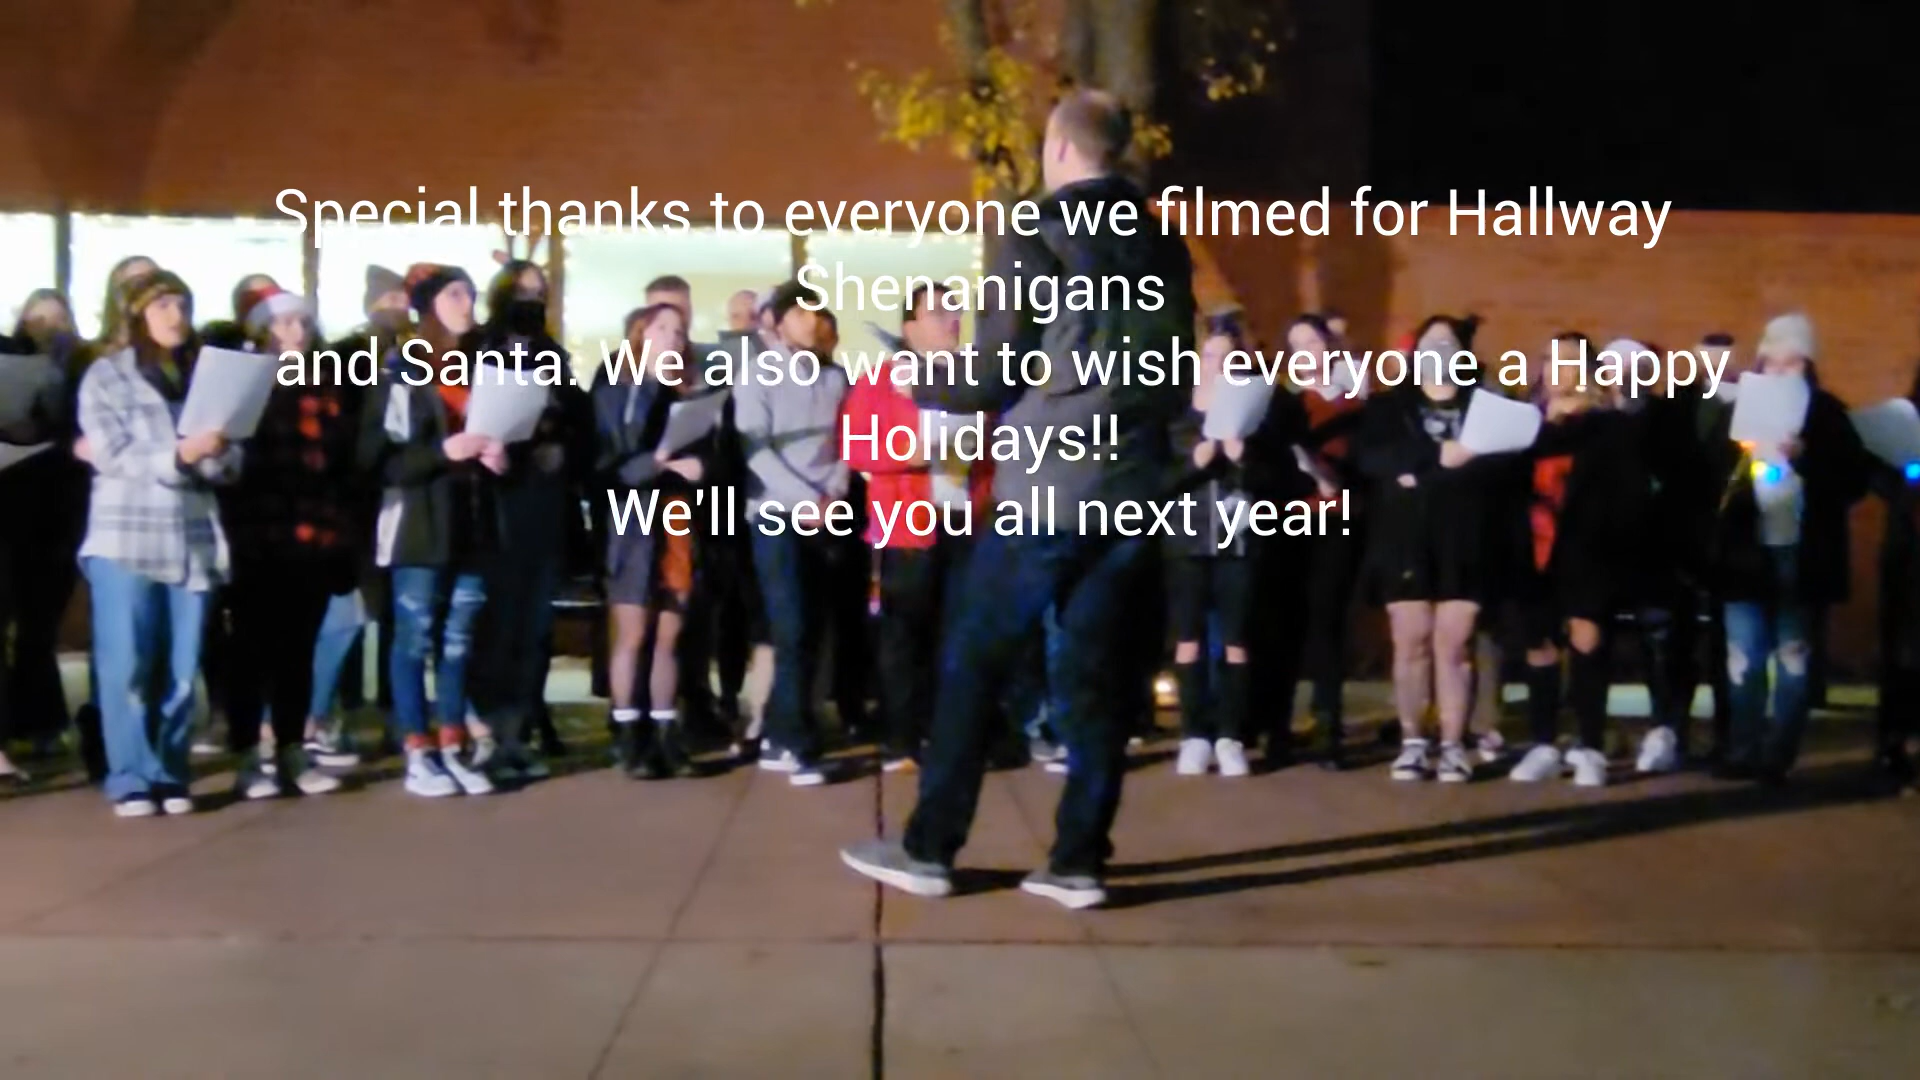 Special thanks to everyone we filmed for Hallway
Shenanigans
and Santa. We also want to wish everyone a Happy
Holidays!!
We'll see you all next year!